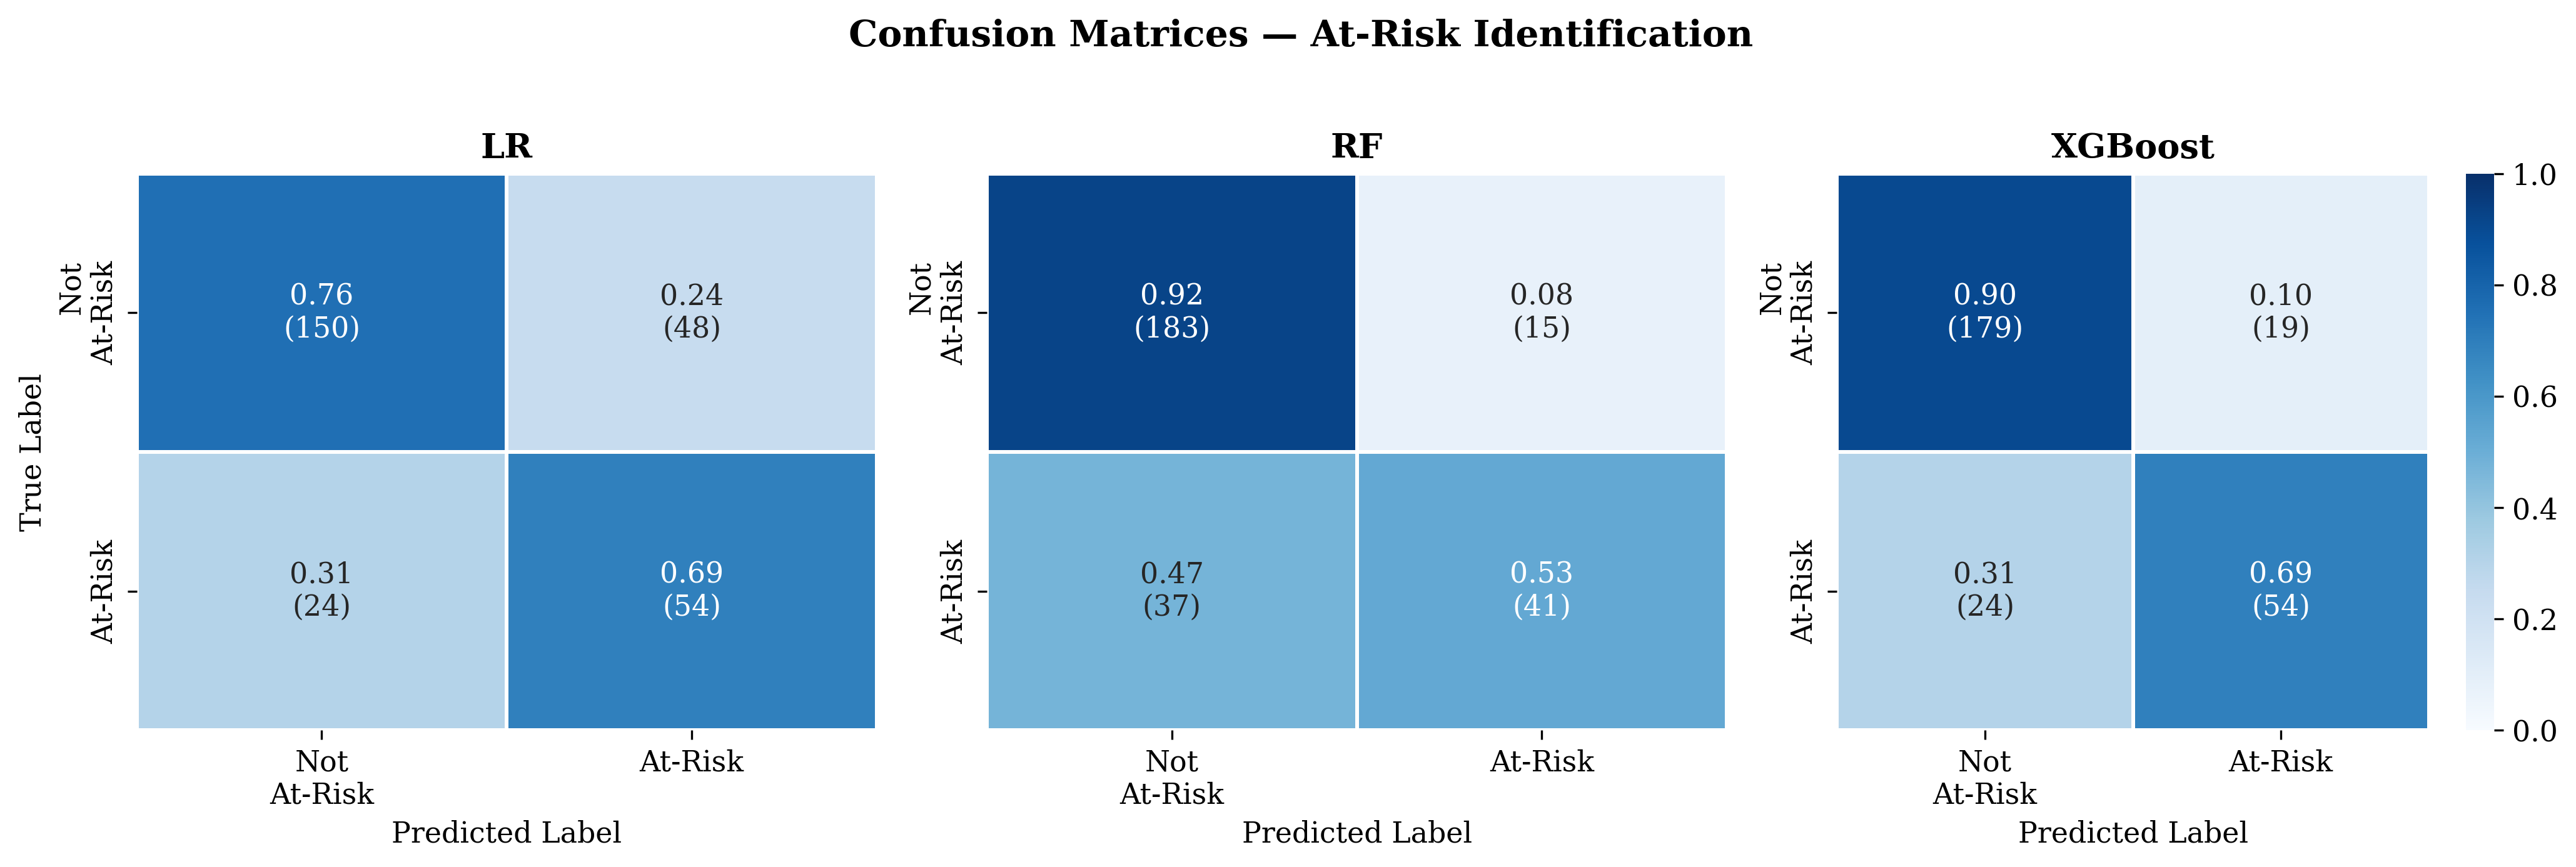 Confusion Matrices — At-Risk Identification
LR
True Label
Not
At-Risk
At-Risk
0.76
(150)
0.24
(48)
0.31
(24)
0.69
(54)
Not
At-Risk
At-Risk
Predicted Label
RF
Not
At-Risk
At-Risk
0.92
(183)
0.08
(15)
0.47
(37)
0.53
(41)
Not
At-Risk
At-Risk
Predicted Label
XGBoost
Not
At-Risk
At-Risk
0.90
(179)
0.10
(19)
0.31
(24)
0.69
(54)
Not
At-Risk
At-Risk
Predicted Label
1.0
0.8
0.6
0.4
0.2
0.0